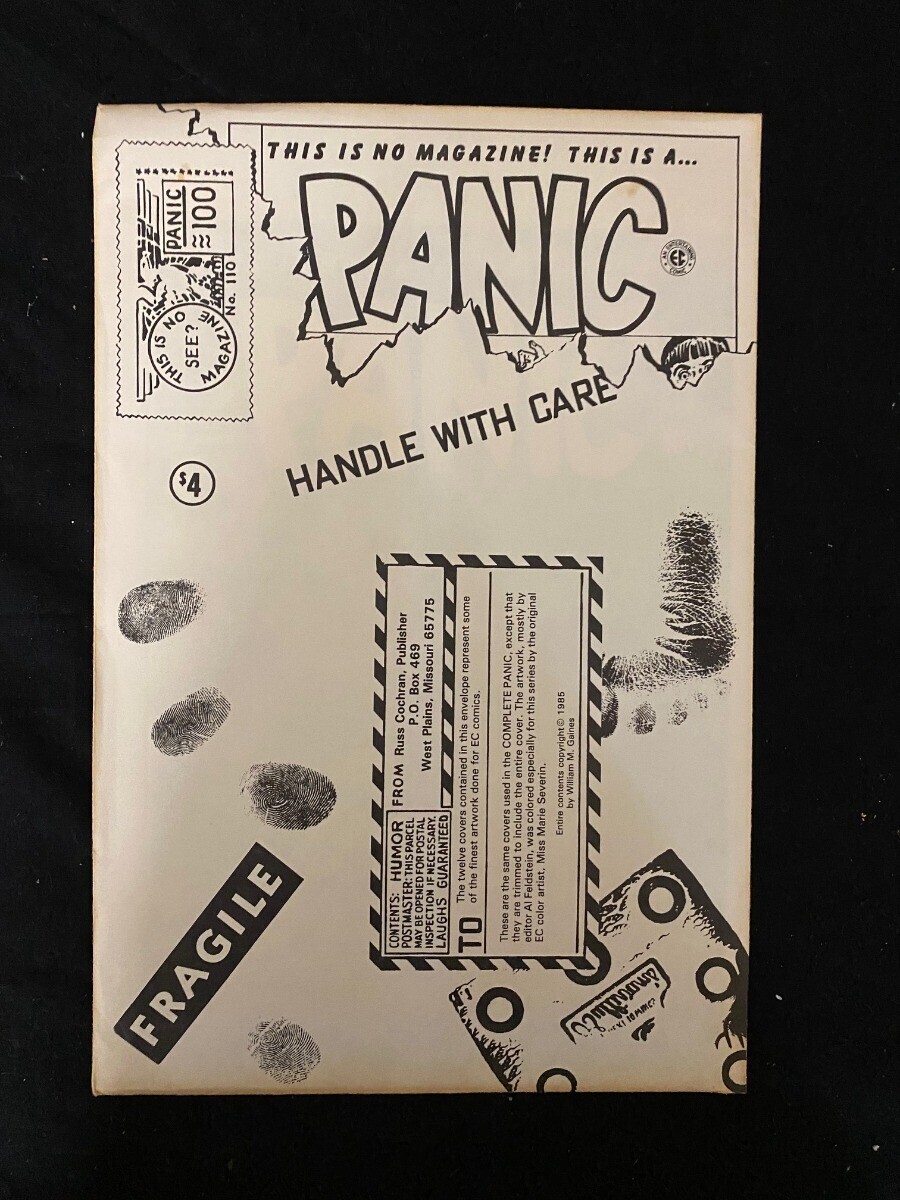 THIS IS NO MAGAZINE! THIS IS A...
PANIC
AN ENTERTAINING
EC
COMIC
PANIC
100
No. 110
THIS IS NO
SEE?
MAGAZINE
HANDLE WITH CARE
$4
FROM Russ Cochran, Publisher
P.O. Box 469
West Plains, Missouri 65775
CONTENTS: HUMOR
POSTMASTER: THIS PARCEL
MAY BE OPENED FOR POSTAL
INSPECTION IF NECESSARY.
LAUGHS GUARANTEED
TO
The twelve covers contained in this envelope represent some
of the finest artwork done for EC comics.
These are the same covers used in the COMPLETE PANIC, except that
they are trimmed to include the entire cover. The artwork, mostly by
editor Al Feldstein, was colored especially for this series by the original
EC color artist, Miss Marie Severin.
Entire contents copyright© 1985
by William M. Gaines
FRAGILE